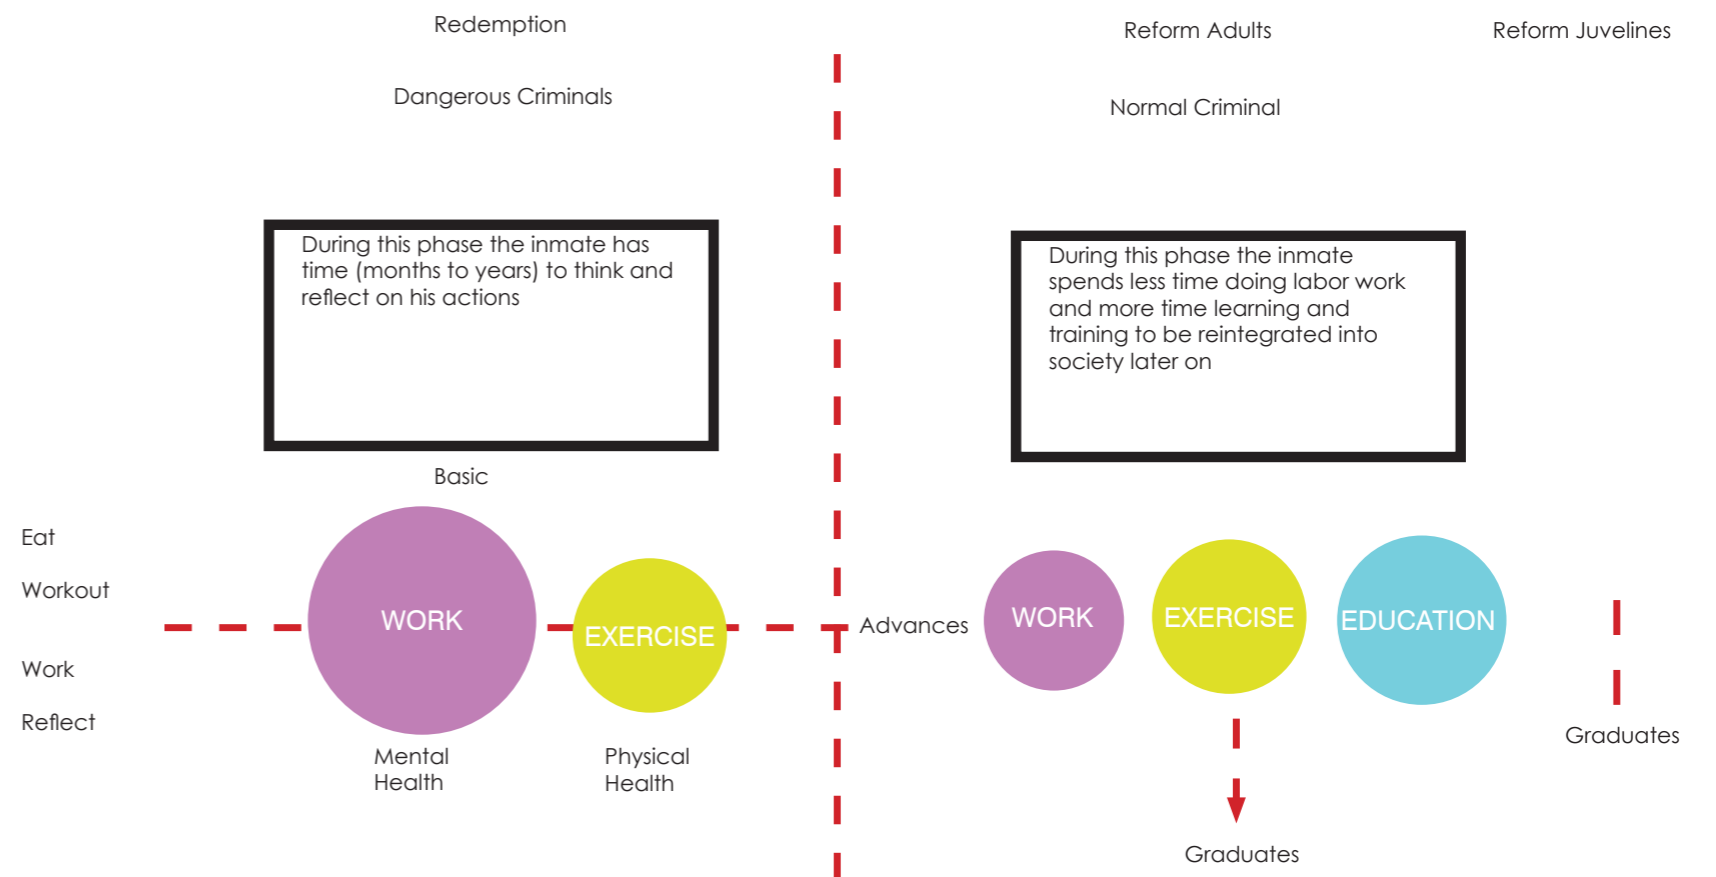 Redemption
Reform Adults
Reform Juvelines
Dangerous Criminals
Normal Criminal
During this phase the inmate has
time (months to years) to think and
reflect on his actions
During this phase the inmate
spends less time doing labor work
and more time learning and
training to be reintegrated into
society later on
Basic
Eat
Workout
Work
Reflect
WORK
EXERCISE
Mental
Health
Physical
Health
Advances
WORK
EXERCISE
EDUCATION
Graduates
Graduates